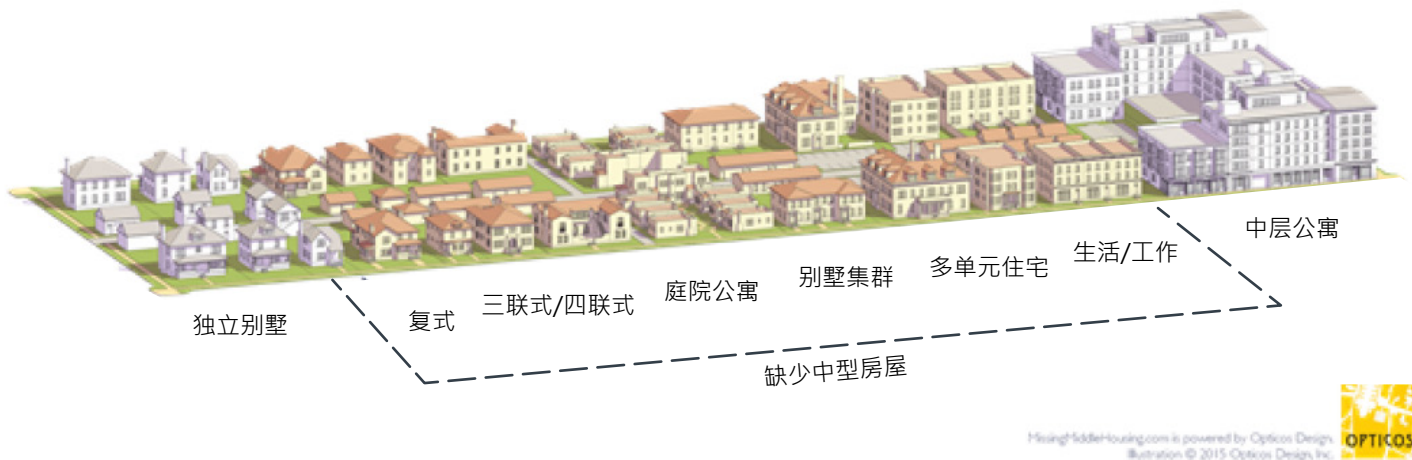 独立别墅
复式
三联式/四联式
庭院公寓
别墅集群
多单元住宅
生活/工作
中层公寓
缺少中型房屋
MissingMiddleHousing.com is powered by Opticos Design.
Illustration © 2015 Opticos Design, Inc.
OPTICOS